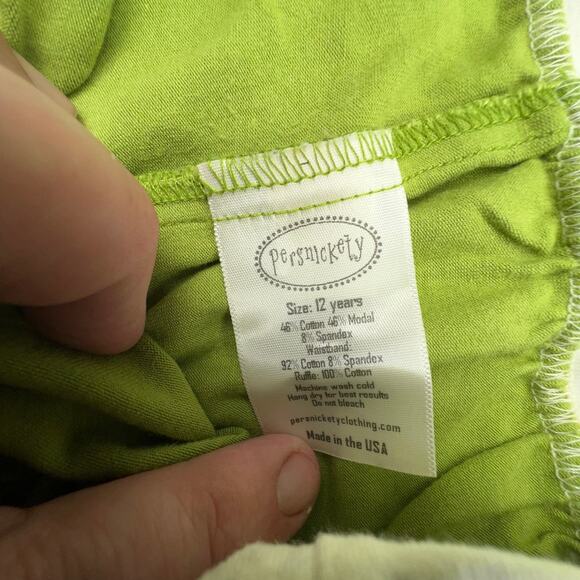 persnickety
Size: 12 years
46% Cotton 46% Modal
8% Spandex
Waistband:
92% Cotton 8% Spandex
Ruffle: 100% Cotton
Machine wash cold
Hang dry for best results
Do not bleach
persnicketyclothing.com
Made in the USA